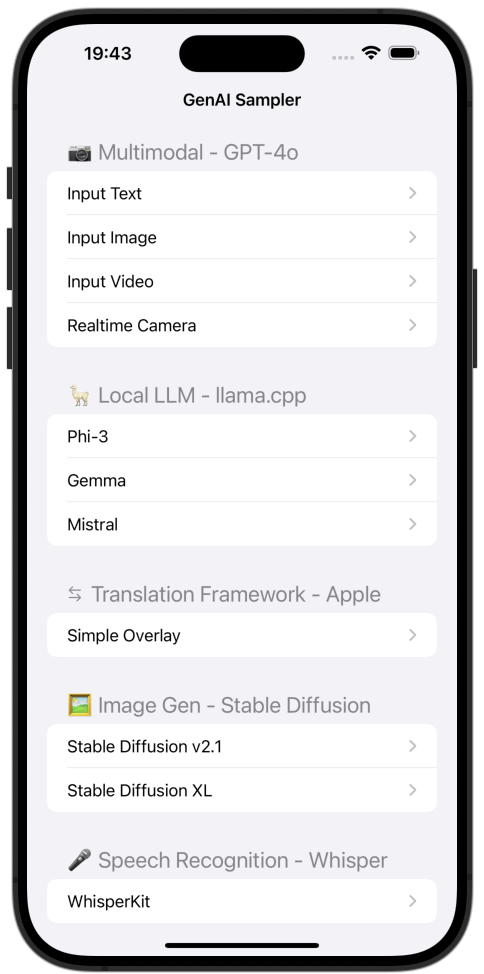 19:43
GenAI Sampler
📷 Multimodal - GPT-4o
Input Text
Input Image
Input Video
Realtime Camera
🦙 Local LLM - llama.cpp
Phi-3
Gemma
Mistral
Translation Framework - Apple
Simple Overlay
🖼️ Image Gen - Stable Diffusion
Stable Diffusion v2.1
Stable Diffusion XL
🎤 Speech Recognition - Whisper
WhisperKit